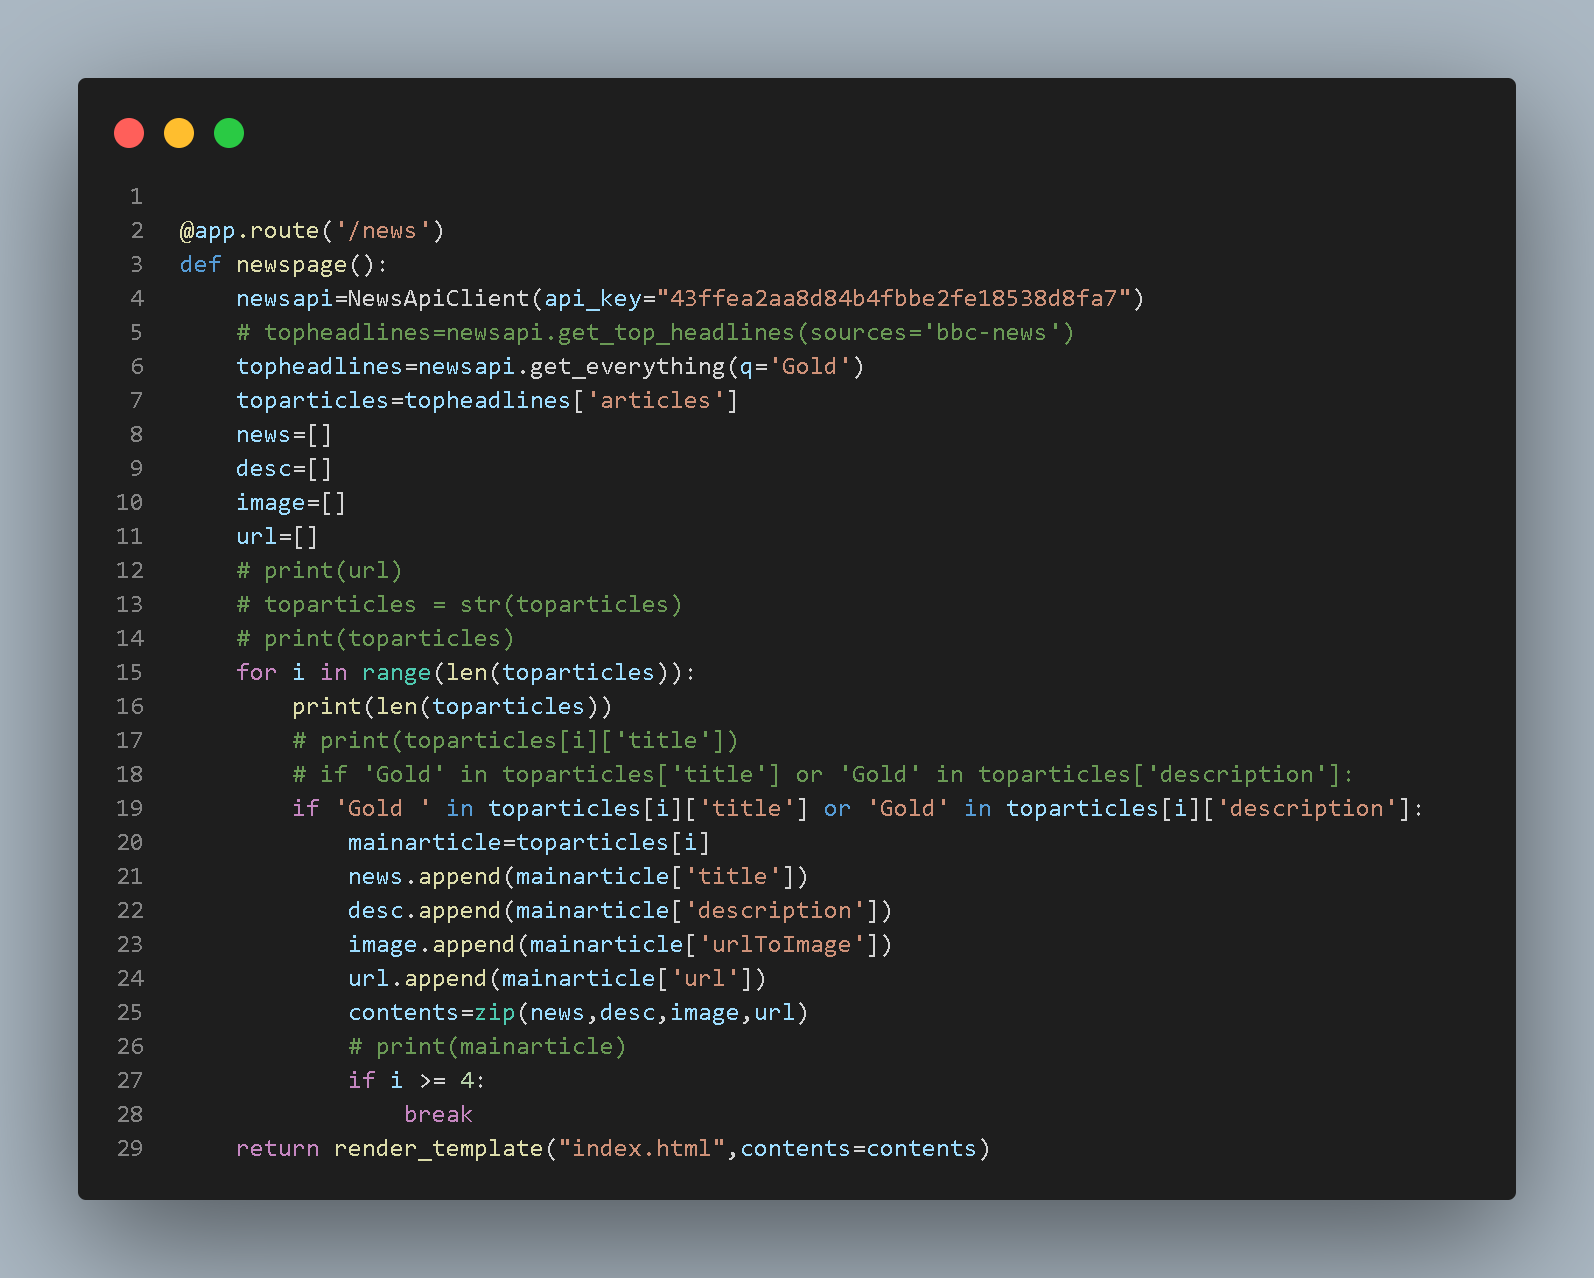 1
2 @app.route('/news')
3 def newspage():
4     newsapi=NewsApiClient(api_key="43ffea2aa8d84b4fbbe2fe18538d8fa7")
5     # topheadlines=newsapi.get_top_headlines(sources='bbc-news')
6     topheadlines=newsapi.get_everything(q='Gold')
7     toparticles=topheadlines['articles']
8     news=[]
9     desc=[]
10     image=[]
11     url=[]
12     # print(url)
13     # toparticles = str(toparticles)
14     # print(toparticles)
15     for i in range(len(toparticles)):
16         print(len(toparticles))
17         # print(toparticles[i]['title'])
18         # if 'Gold' in toparticles['title'] or 'Gold' in toparticles['description']:
19         if 'Gold ' in toparticles[i]['title'] or 'Gold' in toparticles[i]['description']:
20             mainarticle=toparticles[i]
21             news.append(mainarticle['title'])
22             desc.append(mainarticle['description'])
23             image.append(mainarticle['urlToImage'])
24             url.append(mainarticle['url'])
25             contents=zip(news,desc,image,url)
26             # print(mainarticle)
27             if i >= 4:
28                 break
29     return render_template("index.html",contents=contents)